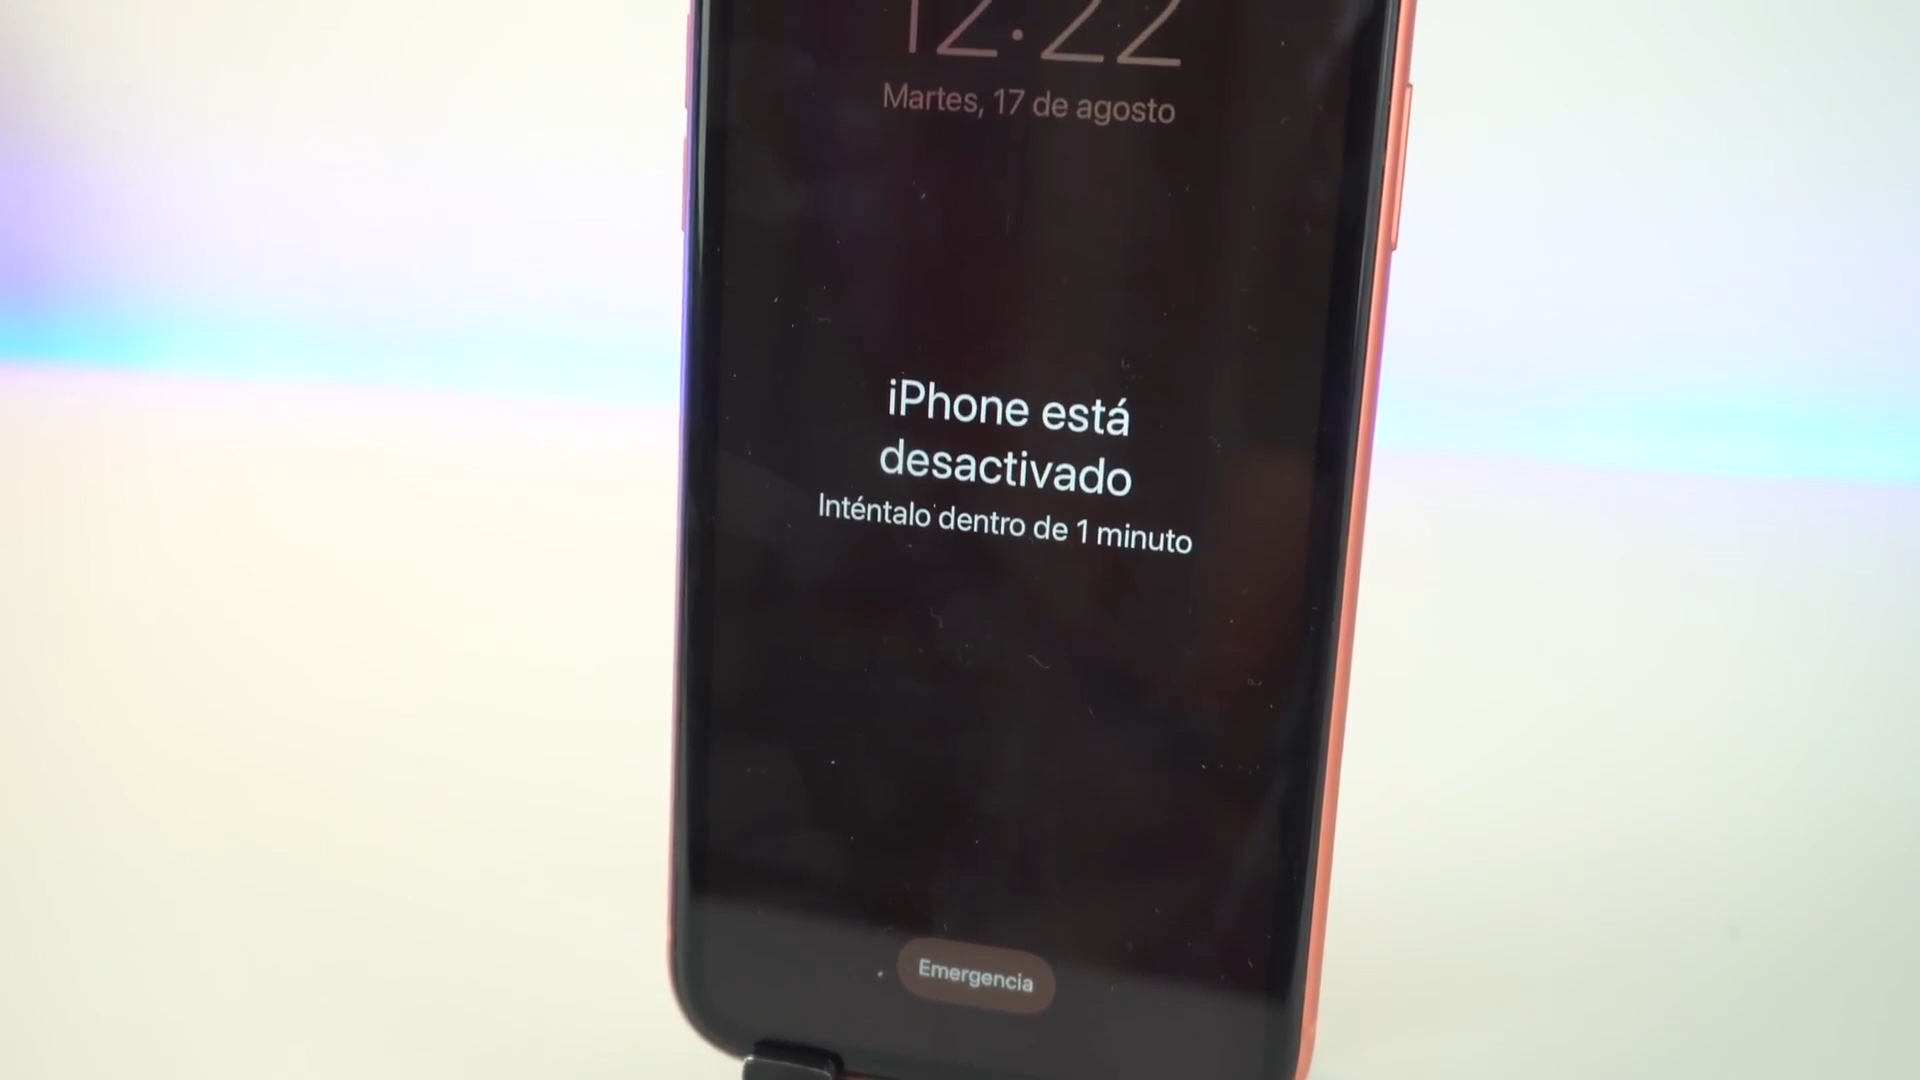 12:22
Martes, 17 de agosto
iPhone está
desactivado
Inténtalo dentro de 1 minuto
Emergencia